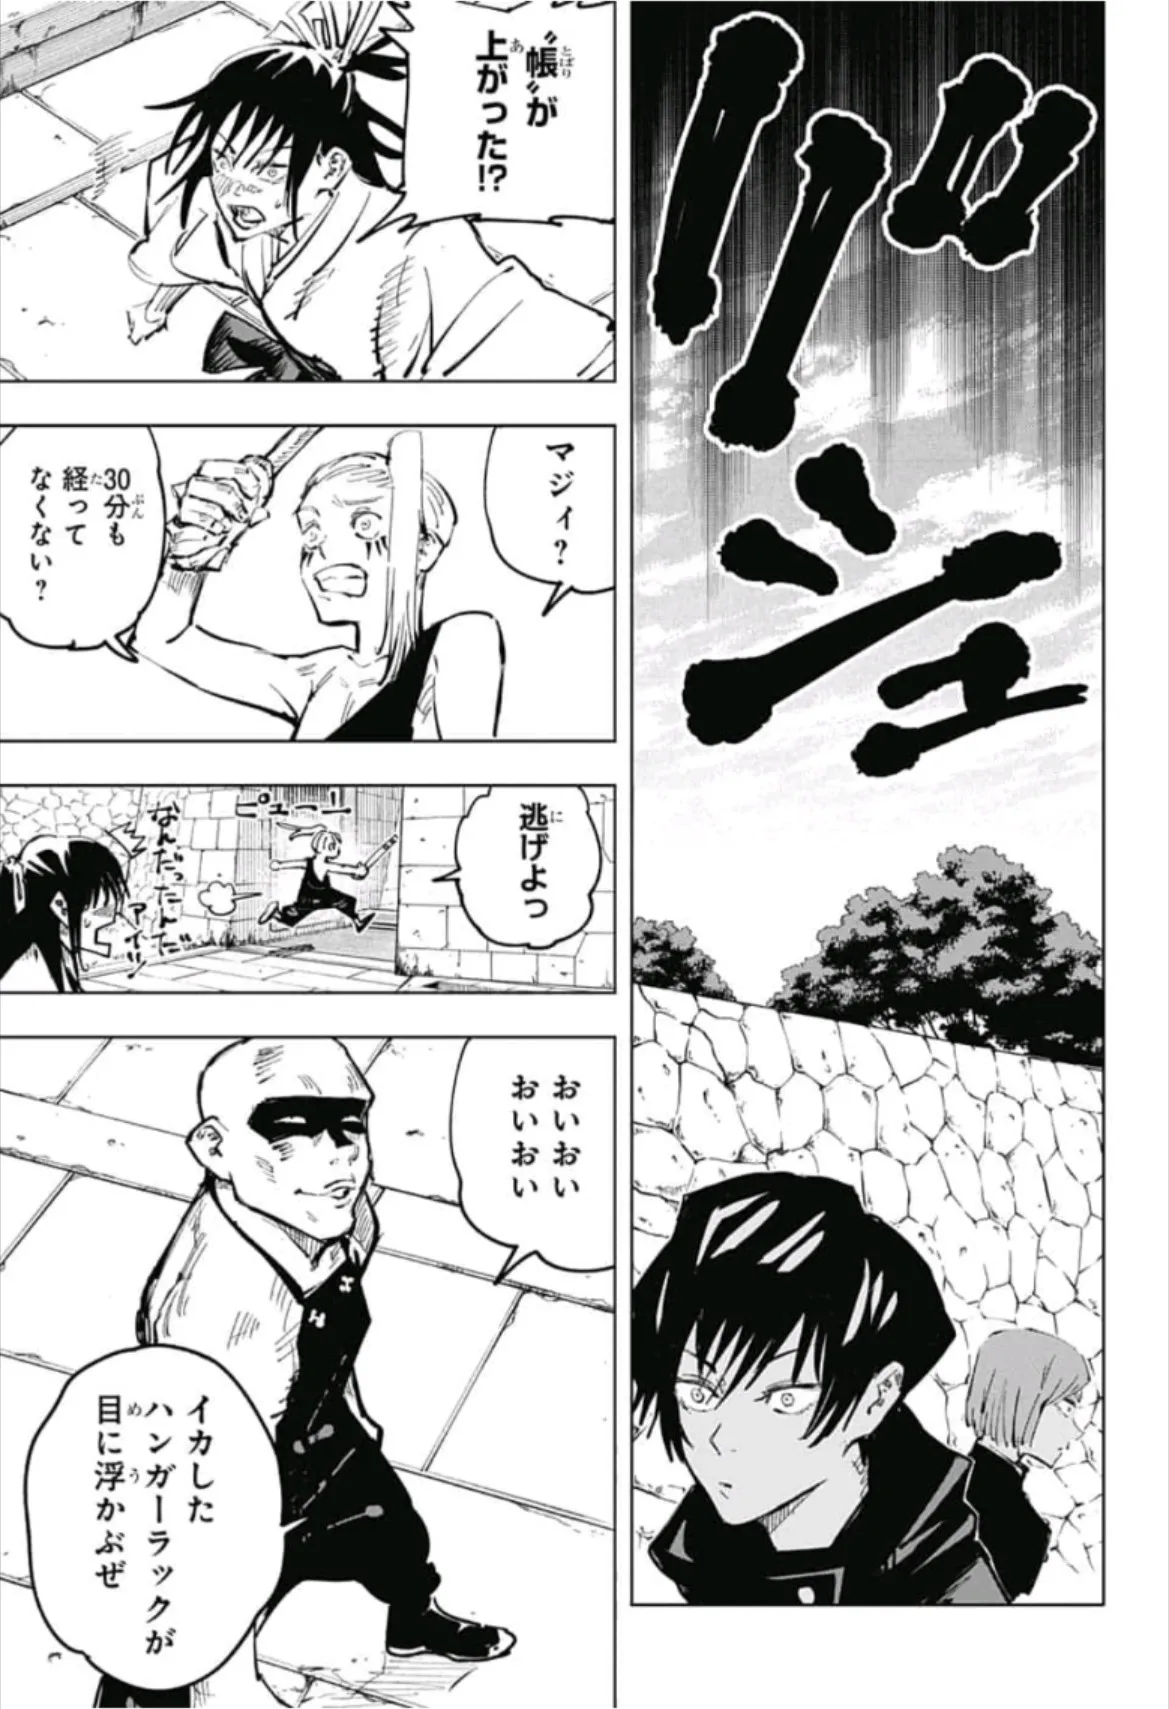 バシュ
〝帳〟が
上がった!?
マジィ?
30分も
経って
なくない?
逃げよっ
ピューー
なんだったんだ
アイツ
おいおい
おいおい
イカした
ハンガーラックが
目に浮かぶぜ